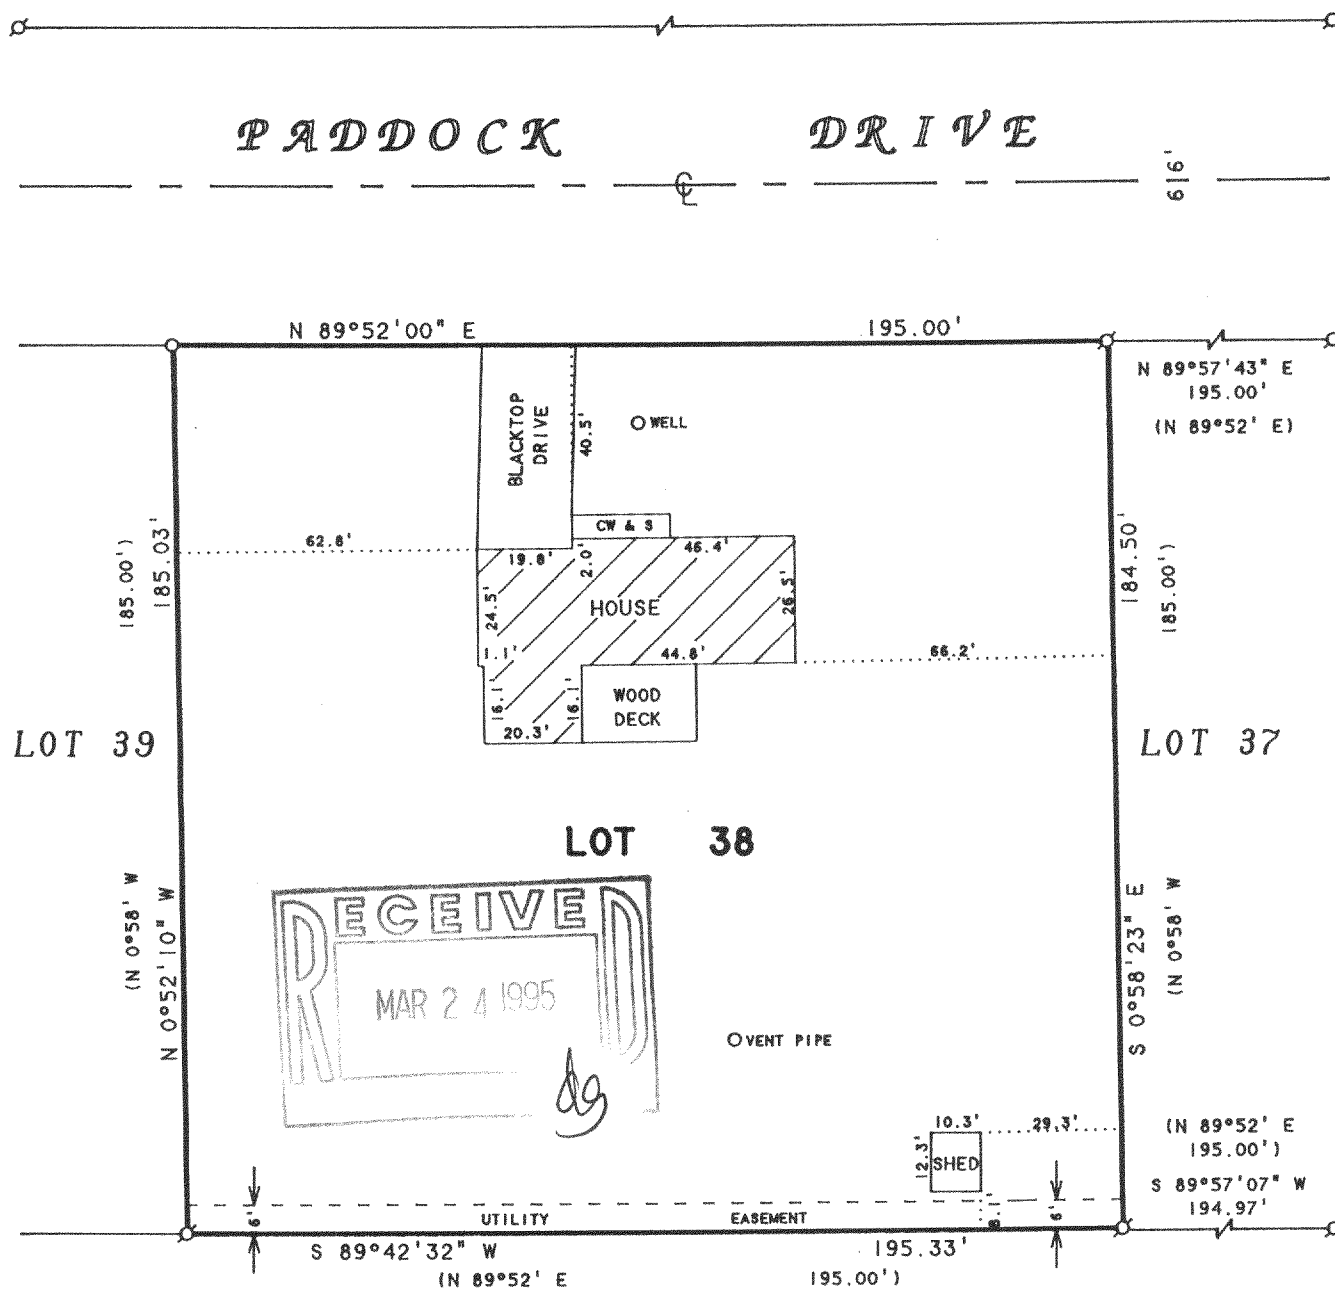 PADDOCK DRIVE
66'
N 89°52'00" E 195.00'
N 89°57'43" E
195.00'
(N 89°52' E)
BLACKTOP
DRIVE
40.5'
WELL
CW & S
185.03'
(185.00')
62.8'
19.8'
2.0'
46.4'
184.50'
(185.00')
24.5'
HOUSE
26.5'
1.1'
44.8'
66.2'
16.1'
16.1'
WOOD
DECK
20.3'
LOT 39
LOT 37
LOT 38
RECEIVED
MAR 24 1995
(N 0°58' W
N 0°52'10" W
S 0°58'23" E
(N 0°58' W
VENT PIPE
10.3'
29.3'
12.3'
SHED
(N 89°52' E
195.00')
S 89°57'07" W
194.97'
6'
UTILITY EASEMENT
8.1'
6'
S 89°42'32" W 195.33'
(N 89°52' E 195.00')